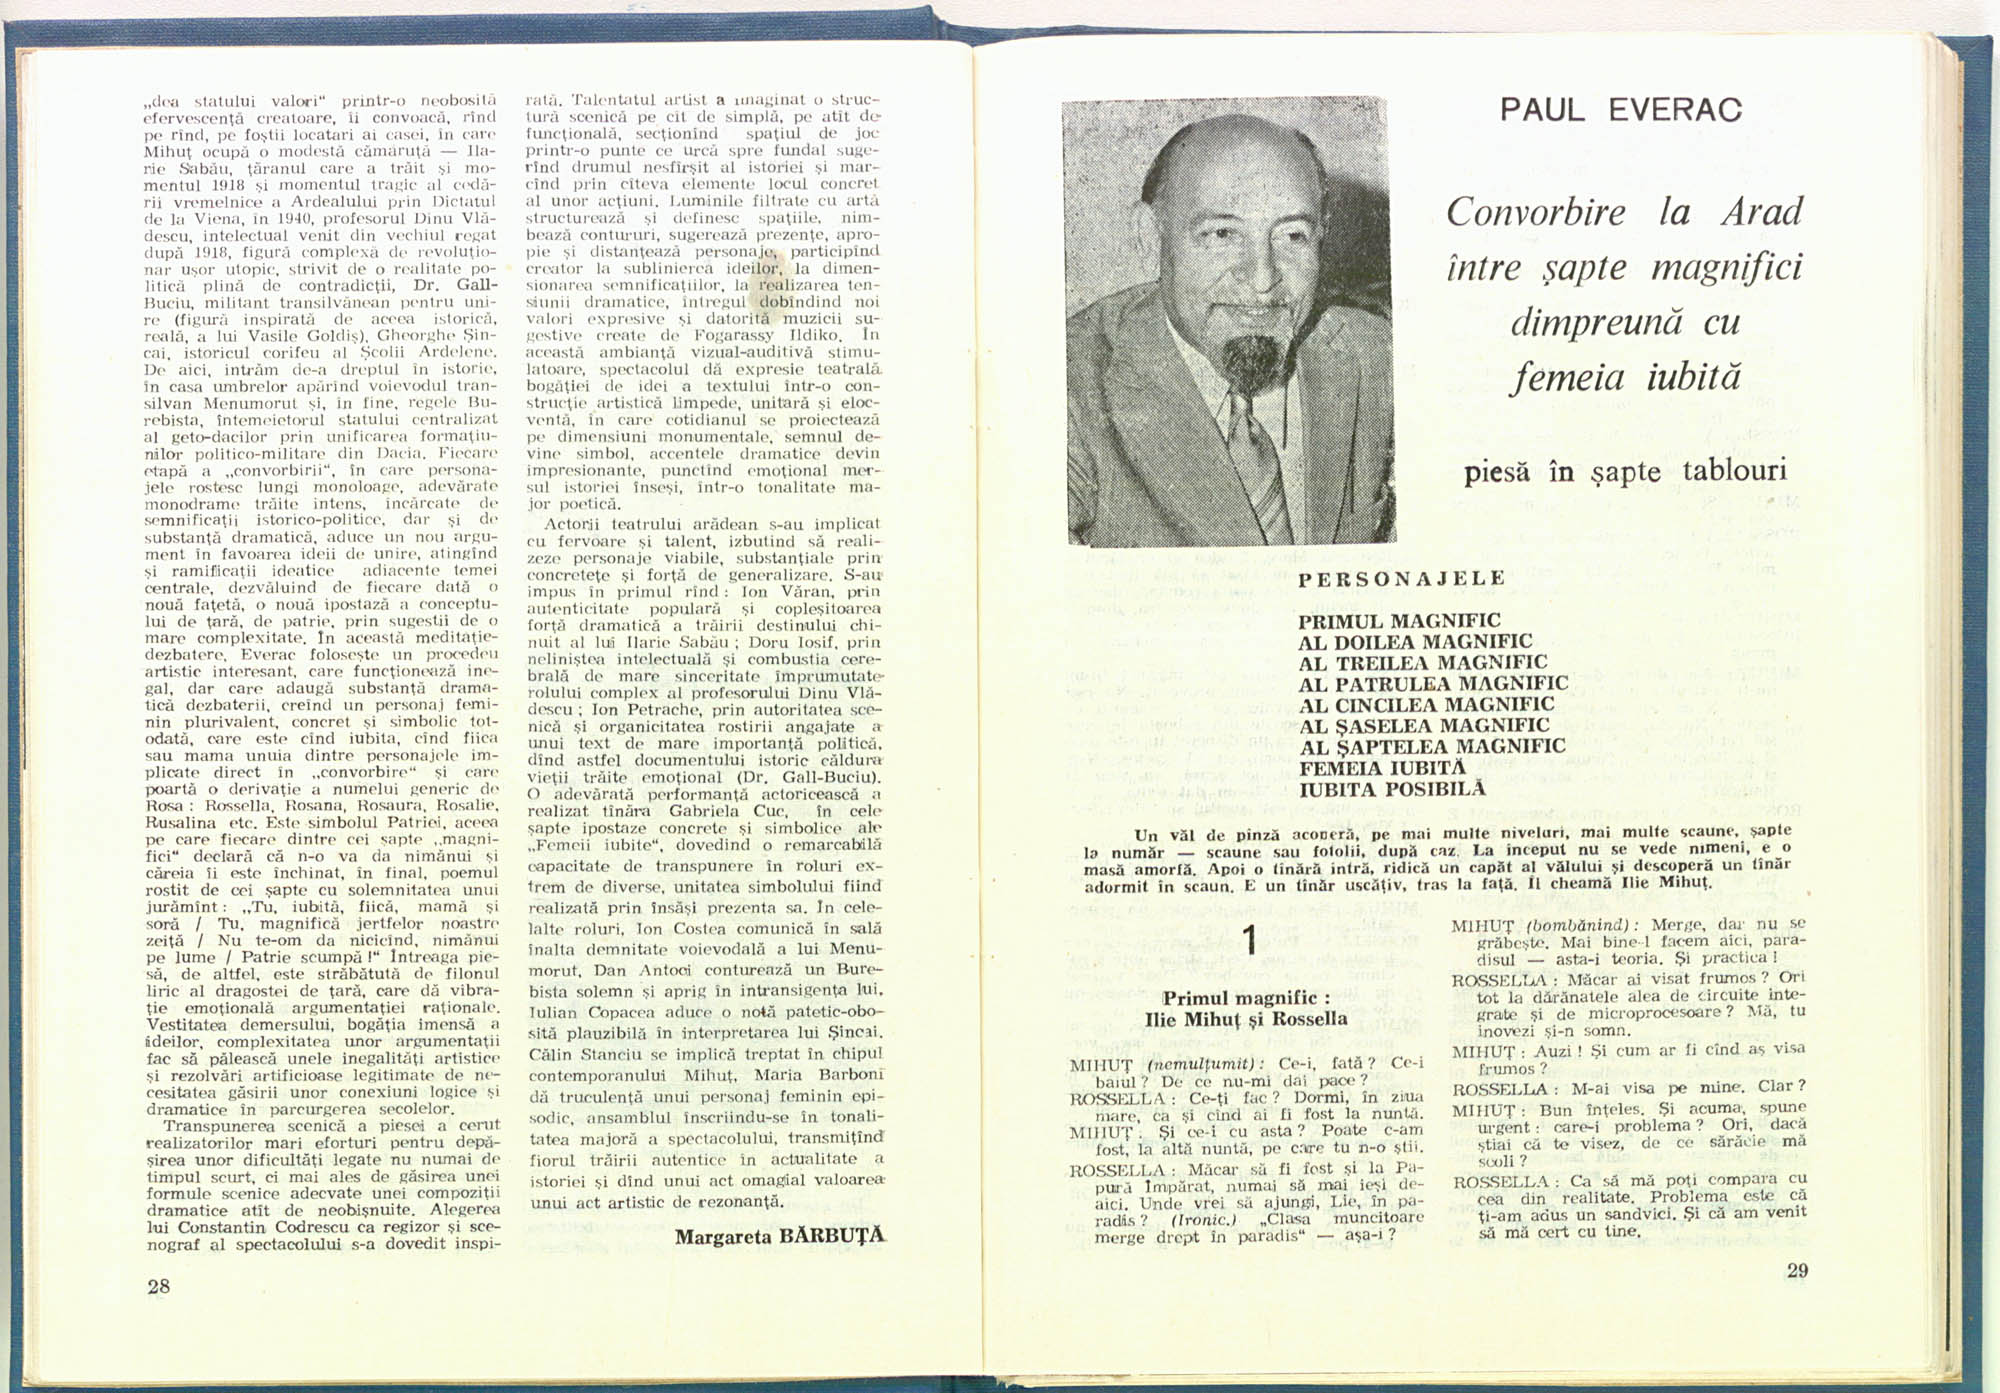 „dea statului valori“ printr-o neobosită
efervescență creatoare, îi convoacă, rînd
pe rînd, pe foștii locatari ai casei, în care
Mihuț ocupă o modestă cămăruță — Ila-
rie Sabău, țăranul care a trăit și mo-
mentul 1918 și momentul tragic al cedă-
rii vremelnice a Ardealului prin Dictatul
de la Viena, în 1940, profesorul Dinu Vlă-
descu, intelectual venit din vechiul regat
după 1918, figură complexă de revoluțio-
nar ușor utopic, strivit de o realitate po-
litică plină de contradicții, Dr. Gall-
Buciu, militant transilvănean pentru uni-
re (figură inspirată de aceea istorică,
reală, a lui Vasile Goldiș), Gheorghe Șin-
cai, istoricul corifeu al Școlii Ardelene.
De aici, intrăm de-a dreptul în istorie,
în casa umbrelor apărînd voievodul tran-
silvan Menumorut și, în fine, regele Bu-
rebista, întemeietorul statului centralizat
al geto-dacilor prin unificarea formațiu-
nilor politico-militare din Dacia. Fiecare
etapă a „convorbirii“, în care persona-
jele rostesc lungi monoloage, adevărate
monodrame trăite intens, încărcate de
semnificații istorico-politice, dar și de
substanță dramatică, aduce un nou argu-
ment în favoarea ideii de unire, atingînd
și ramificații ideatice adiacente temei
centrale, dezvăluind de fiecare dată o
nouă fațetă, o nouă ipostază a conceptu-
lui de țară, de patrie, prin sugestii de o
mare complexitate. În această meditație-
dezbatere, Everac folosește un procedeu
artistic interesant, care funcționează ine-
gal, dar care adaugă substanță drama-
tică dezbaterii, creînd un personaj femi-
nin plurivalent, concret și simbolic tot-
odată, care este cînd iubita, cînd fiica
sau mama unuia dintre personajele im-
plicate direct în „convorbire“ și care
poartă o derivație a numelui generic de
Rosa : Rossella, Rosana, Rosaura, Rosalie,
Rusalina etc. Este simbolul Patriei, aceea
pe care fiecare dintre cei șapte „magni-
fici“ declară că n-o va da nimănui și
căreia îi este închinat, în final, poemul
rostit de cei șapte cu solemnitatea unui
jurămînt : „Tu, iubită, fiică, mamă și
soră / Tu, magnifică jertfelor noastre
zeiță / Nu te-om da nicicînd, nimănui
pe lume / Patrie scumpă !“ Întreaga pie-
să, de altfel, este străbătută de filonul
liric al dragostei de țară, care dă vibra-
ție emoțională argumentației raționale.
Vestitatea demersului, bogăția imensă a
ideilor, complexitatea unor argumentații
fac să pălească unele inegalități artistice
și rezolvări artificioase legitimate de ne-
cesitatea găsirii unor conexiuni logice și
dramatice în parcurgerea secolelor.
Transpunerea scenică a piesei a cerut
realizatorilor mari eforturi pentru depă-
șirea unor dificultăți legate nu numai de
timpul scurt, ci mai ales de găsirea unei
formule scenice adecvate unei compoziții
dramatice atît de neobișnuite. Alegerea
lui Constantin Codrescu ca regizor și sce-
nograf al spectacolului s-a dovedit inspi-
28
rată. Talentatul artist a imaginat o struc-
tură scenică pe cît de simplă, pe atît de
funcțională, secționînd spațiul de joc
printr-o punte ce urcă spre fundal suge-
rînd drumul nesfîrșit al istoriei și mar-
cînd prin cîteva elemente locul concret
al unor acțiuni. Luminile filtrate cu artă
structurează și definesc spațiile, nim-
bează contururi, sugerează prezențe, apro-
pie și distanțează personaje, participînd
creator la sublinierea ideilor, la dimen-
sionarea semnificațiilor, la realizarea ten-
siunii dramatice, întregul dobîndind noi
valori expresive și datorită muzicii su-
gestive create de Fogarassy Ildiko. În
această ambianță vizual-auditivă stimu-
latoare, spectacolul dă expresie teatrală
bogăției de idei a textului într-o con-
strucție artistică limpede, unitară și eloc-
ventă, în care cotidianul se proiectează
pe dimensiuni monumentale, semnul de-
vine simbol, accentele dramatice devin
impresionante, punctînd emoțional mer-
sul istoriei înseși, într-o tonalitate ma-
jor poetică.
Actorii teatrului arădean s-au implicat
cu fervoare și talent, izbutind să reali-
zeze personaje viabile, substanțiale prin
concretețe și forță de generalizare. S-au
impus în primul rînd : Ion Văran, prin
autenticitate populară și copleșitoarea
forță dramatică a trăirii destinului chi-
nuit al lui Ilarie Sabău ; Doru Iosif, prin
neliniștea intelectuală și combustia cere-
brală de mare sinceritate împrumutate
rolului complex al profesorului Dinu Vlă-
descu ; Ion Petrache, prin autoritatea sce-
nică și organicitatea rostirii angajate a
unui text de mare importanță politică,
dînd astfel documentului istoric căldura
vieții trăite emoțional (Dr. Gall-Buciu).
O adevărată performanță actoricească a
realizat tînăra Gabriela Cuc, în cele
șapte ipostaze concrete și simbolice ale
„Femeii iubite“, dovedind o remarcabilă
capacitate de transpunere în roluri ex-
trem de diverse, unitatea simbolului fiind
realizată prin însăși prezența sa. În cele-
lalte roluri, Ion Costea comunică în sală
înalta demnitate voievodală a lui Menu-
morut, Dan Antoci conturează un Bure-
bista solemn și aprig în intransigența lui,
Iulian Copacea aduce o notă patetic-obo-
sită plauzibilă în interpretarea lui Șincai.
Călin Stanciu se implică treptat în chipul
contemporanului Mihuț, Maria Barboni
dă truculență unui personaj feminin epi-
sodic, ansamblul înscriindu-se în tonali-
tatea majoră a spectacolului, transmițînd
fiorul trăirii autentice în actualitate a
istoriei și dînd unui act omagial valoarea
unui act artistic de rezonanță.
Margareta BĂRBUȚĂ
PAUL EVERAC
Convorbire la Arad
între șapte magnifici
dimpreună cu
femeia iubită
piesă în șapte tablouri
PERSONAJELE
PRIMUL MAGNIFIC
AL DOILEA MAGNIFIC
AL TREILEA MAGNIFIC
AL PATRULEA MAGNIFIC
AL CINCILEA MAGNIFIC
AL ȘASELEA MAGNIFIC
AL ȘAPTELEA MAGNIFIC
FEMEIA IUBITĂ
IUBITA POSIBILĂ
Un văl de pînză acoperă, pe mai multe niveluri, mai multe scaune, șapte
la număr — scaune sau fotolii, după caz. La început nu se vede nimeni, e o
masă amorfă. Apoi o tînără intră, ridică un capăt al vălului și descoperă un tînăr
adormit în scaun. E un tînăr uscățiv, tras la față. Îl cheamă Ilie Mihuț.
1
Primul magnific :
Ilie Mihuț și Rossella
MIHUȚ (nemulțumit) : Ce-i, fată ? Ce-i
baiul ? De ce nu-mi dai pace ?
ROSSELLA : Ce-ți fac ? Dormi, în ziua
mare, ca și cînd ai fi fost la nuntă.
MIHUȚ : Și ce-i cu asta ? Poate c-am
fost, la altă nuntă, pe care tu n-o știi.
ROSSELLA : Măcar să fi fost și la Pa-
pură Împărat, numai să mai ieși de-
aici. Unde vrei să ajungi, Lie, în pa-
radis ? (Ironic.) „Clasa muncitoare
merge drept în paradis“ — așa-i ?
MIHUȚ (bombănind) : Merge, dar nu se
grăbește. Mai bine-l facem aici, para-
disul — asta-i teoria. Și practica !
ROSSELLA : Măcar ai visat frumos ? Ori
tot la dărănatele alea de circuite inte-
grate și de microprocesoare ? Mă, tu
inovezi și-n somn.
MIHUȚ : Auzi ! Și cum ar fi cînd aș visa
frumos ?
ROSSELLA : M-ai visa pe mine. Clar ?
MIHUȚ : Bun înțeles. Și acuma, spune
urgent : care-i problema ? Ori, dacă
știai că te visez, de ce sărăcie mă
scoli ?
ROSSELLA : Ca să mă poți compara cu
cea din realitate. Problema este că
ți-am adus un sandvici. Și că am venit
să mă cert cu tine.
29